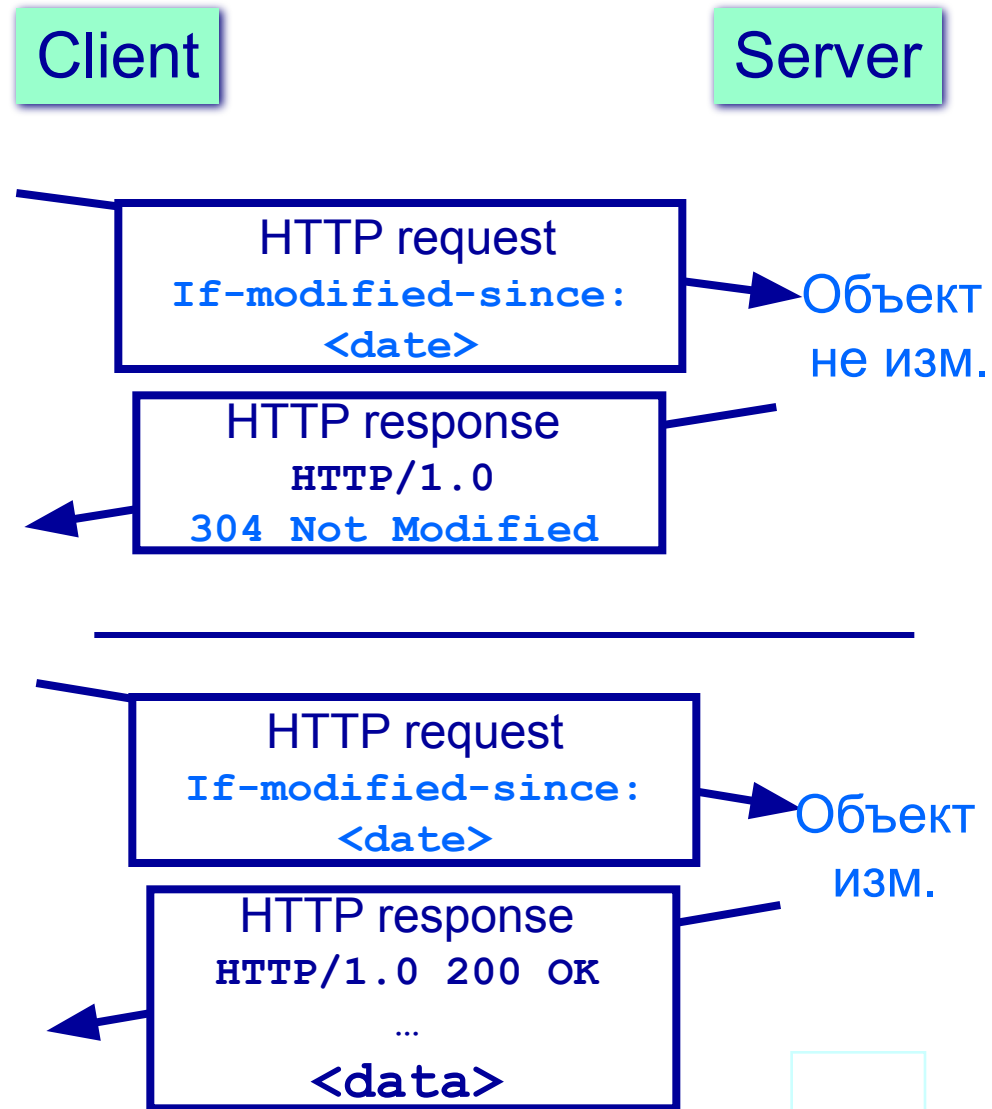 Client
Server
HTTP request
If-modified-since:
<date>
Объект
не изм.
HTTP response
HTTP/1.0
304 Not Modified
HTTP request
If-modified-since:
<date>
Объект
изм.
HTTP response
HTTP/1.0 200 OK
…
<data>